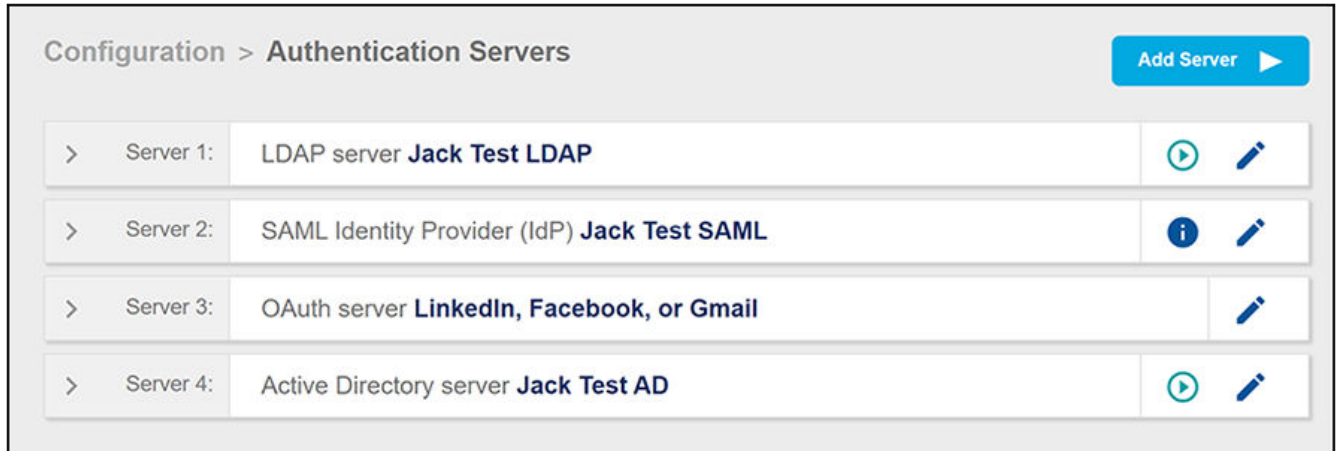 Configuration > Authentication Servers
Add Server
Server 1: LDAP server Jack Test LDAP
Server 2: SAML Identity Provider (IdP) Jack Test SAML
Server 3: OAuth server LinkedIn, Facebook, or Gmail
Server 4: Active Directory server Jack Test AD